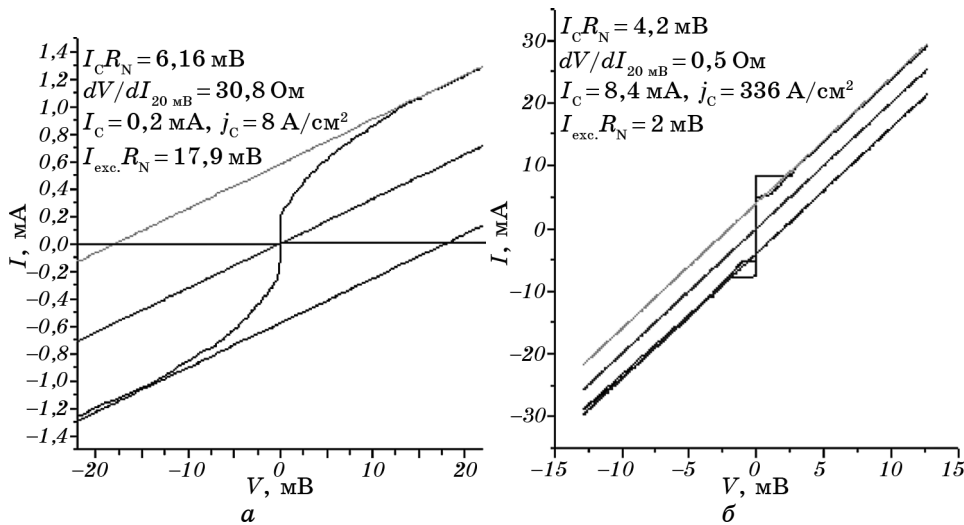 I_C R_N = 6,16 мВ
dV/dI_20 мВ = 30,8 Ом
I_C = 0,2 мА, j_C = 8 А/см²
I_exc. R_N = 17,9 мВ
I, мА
1,4
1,2
1,0
0,8
0,6
0,4
0,2
0,0
–0,2
–0,4
–0,6
–0,8
–1,0
–1,2
–1,4
–20 –10 0 10 20
V, мВ
а
I_C R_N = 4,2 мВ
dV/dI_20 мВ = 0,5 Ом
I_C = 8,4 мА, j_C = 336 А/см²
I_exc. R_N = 2 мВ
I, мА
30
20
10
0
–10
–20
–30
–15 –10 –5 0 5 10 15
V, мВ
б